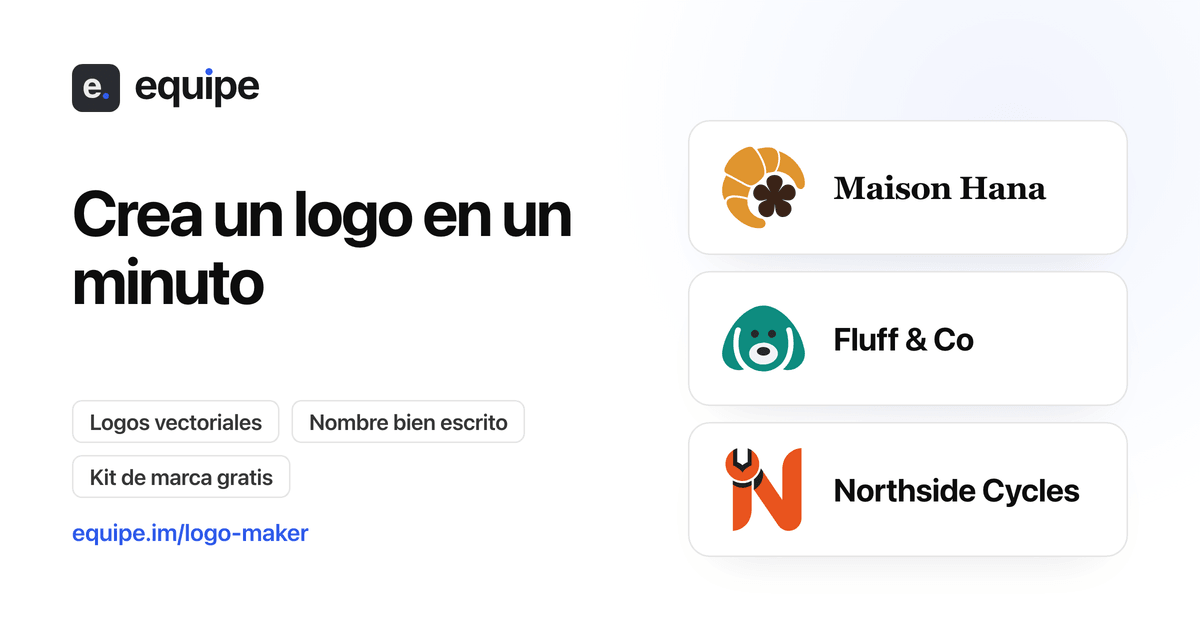 e.
equipe
Crea un logo en un
minuto
Logos vectoriales
Nombre bien escrito
Kit de marca gratis
equipe.im/logo-maker
Maison Hana
Fluff & Co
N
Northside Cycles